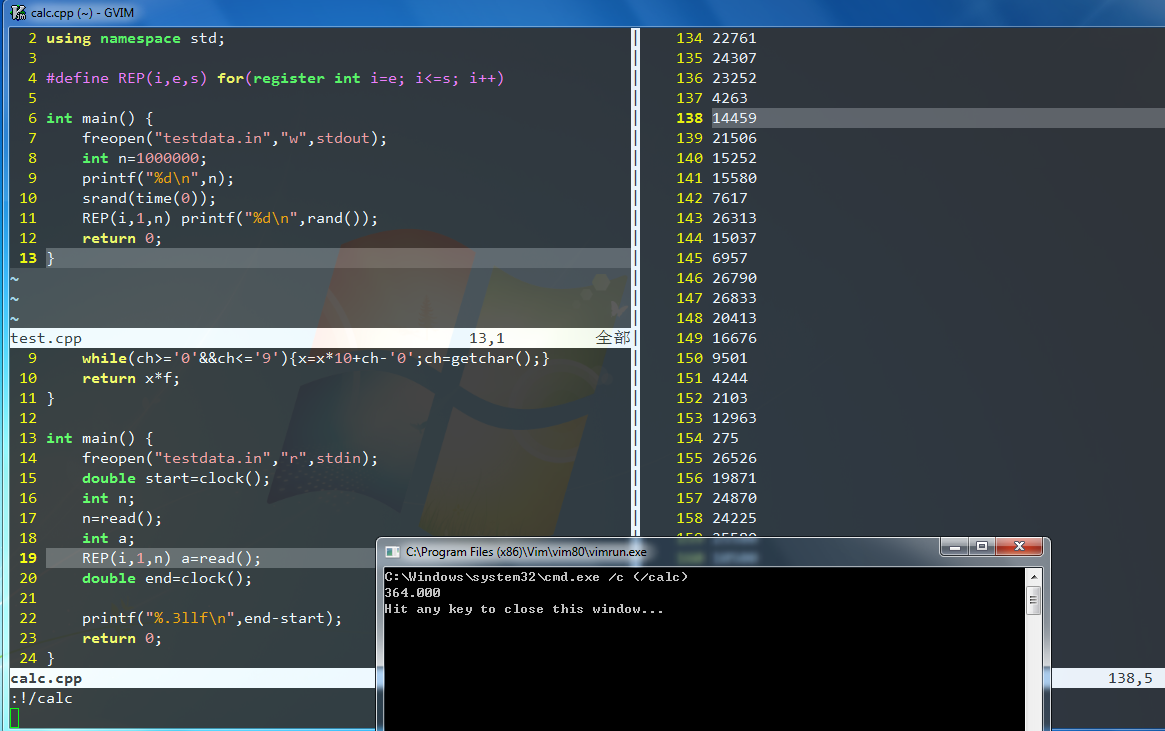 calc.cpp (~) - GVIM
2 using namespace std;
3
4 #define REP(i,e,s) for(register int i=e; i<=s; i++)
5
6 int main() {
7     freopen("testdata.in","w",stdout);
8     int n=1000000;
9     printf("%d\n",n);
10     srand(time(0));
11     REP(i,1,n) printf("%d\n",rand());
12     return 0;
13 }
~
~
~
test.cpp 13,1 全部
9     while(ch>='0'&&ch<='9'){x=x*10+ch-'0';ch=getchar();}
10     return x*f;
11 }
12
13 int main() {
14     freopen("testdata.in","r",stdin);
15     double start=clock();
16     int n;
17     n=read();
18     int a;
19     REP(i,1,n) a=read();
20     double end=clock();
21
22     printf("%.3llf\n",end-start);
23     return 0;
24 }
calc.cpp
:!/calc
134 22761
135 24307
136 23252
137 4263
138 14459
139 21506
140 15252
141 15580
142 7617
143 26313
144 15037
145 6957
146 26790
147 26833
148 20413
149 16676
150 9501
151 4244
152 2103
153 12963
154 275
155 26526
156 19871
157 24870
158 24225
138,5
C:\Program Files (x86)\Vim\vim80\vimrun.exe
C:\Windows\system32\cmd.exe /c (/calc)
364.000
Hit any key to close this window...